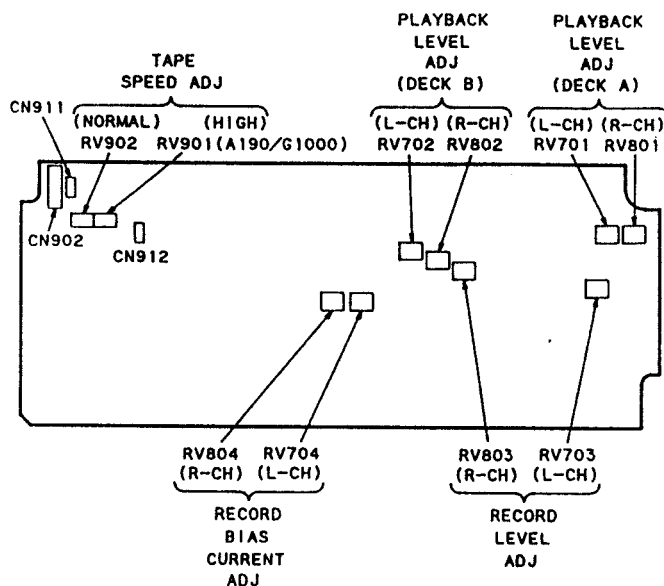 TAPE
SPEED ADJ
CN911
(NORMAL) (HIGH)
RV902 RV901(A190/G1000)
PLAYBACK
LEVEL
ADJ
(DECK B)
(L-CH) (R-CH)
RV702 RV802
PLAYBACK
LEVEL
ADJ
(DECK A)
(L-CH) (R-CH)
RV701 RV801
CN902
CN912
RV804 RV704
(R-CH) (L-CH)
RECORD
BIAS
CURRENT
ADJ
RV803 RV703
(R-CH) (L-CH)
RECORD
LEVEL
ADJ